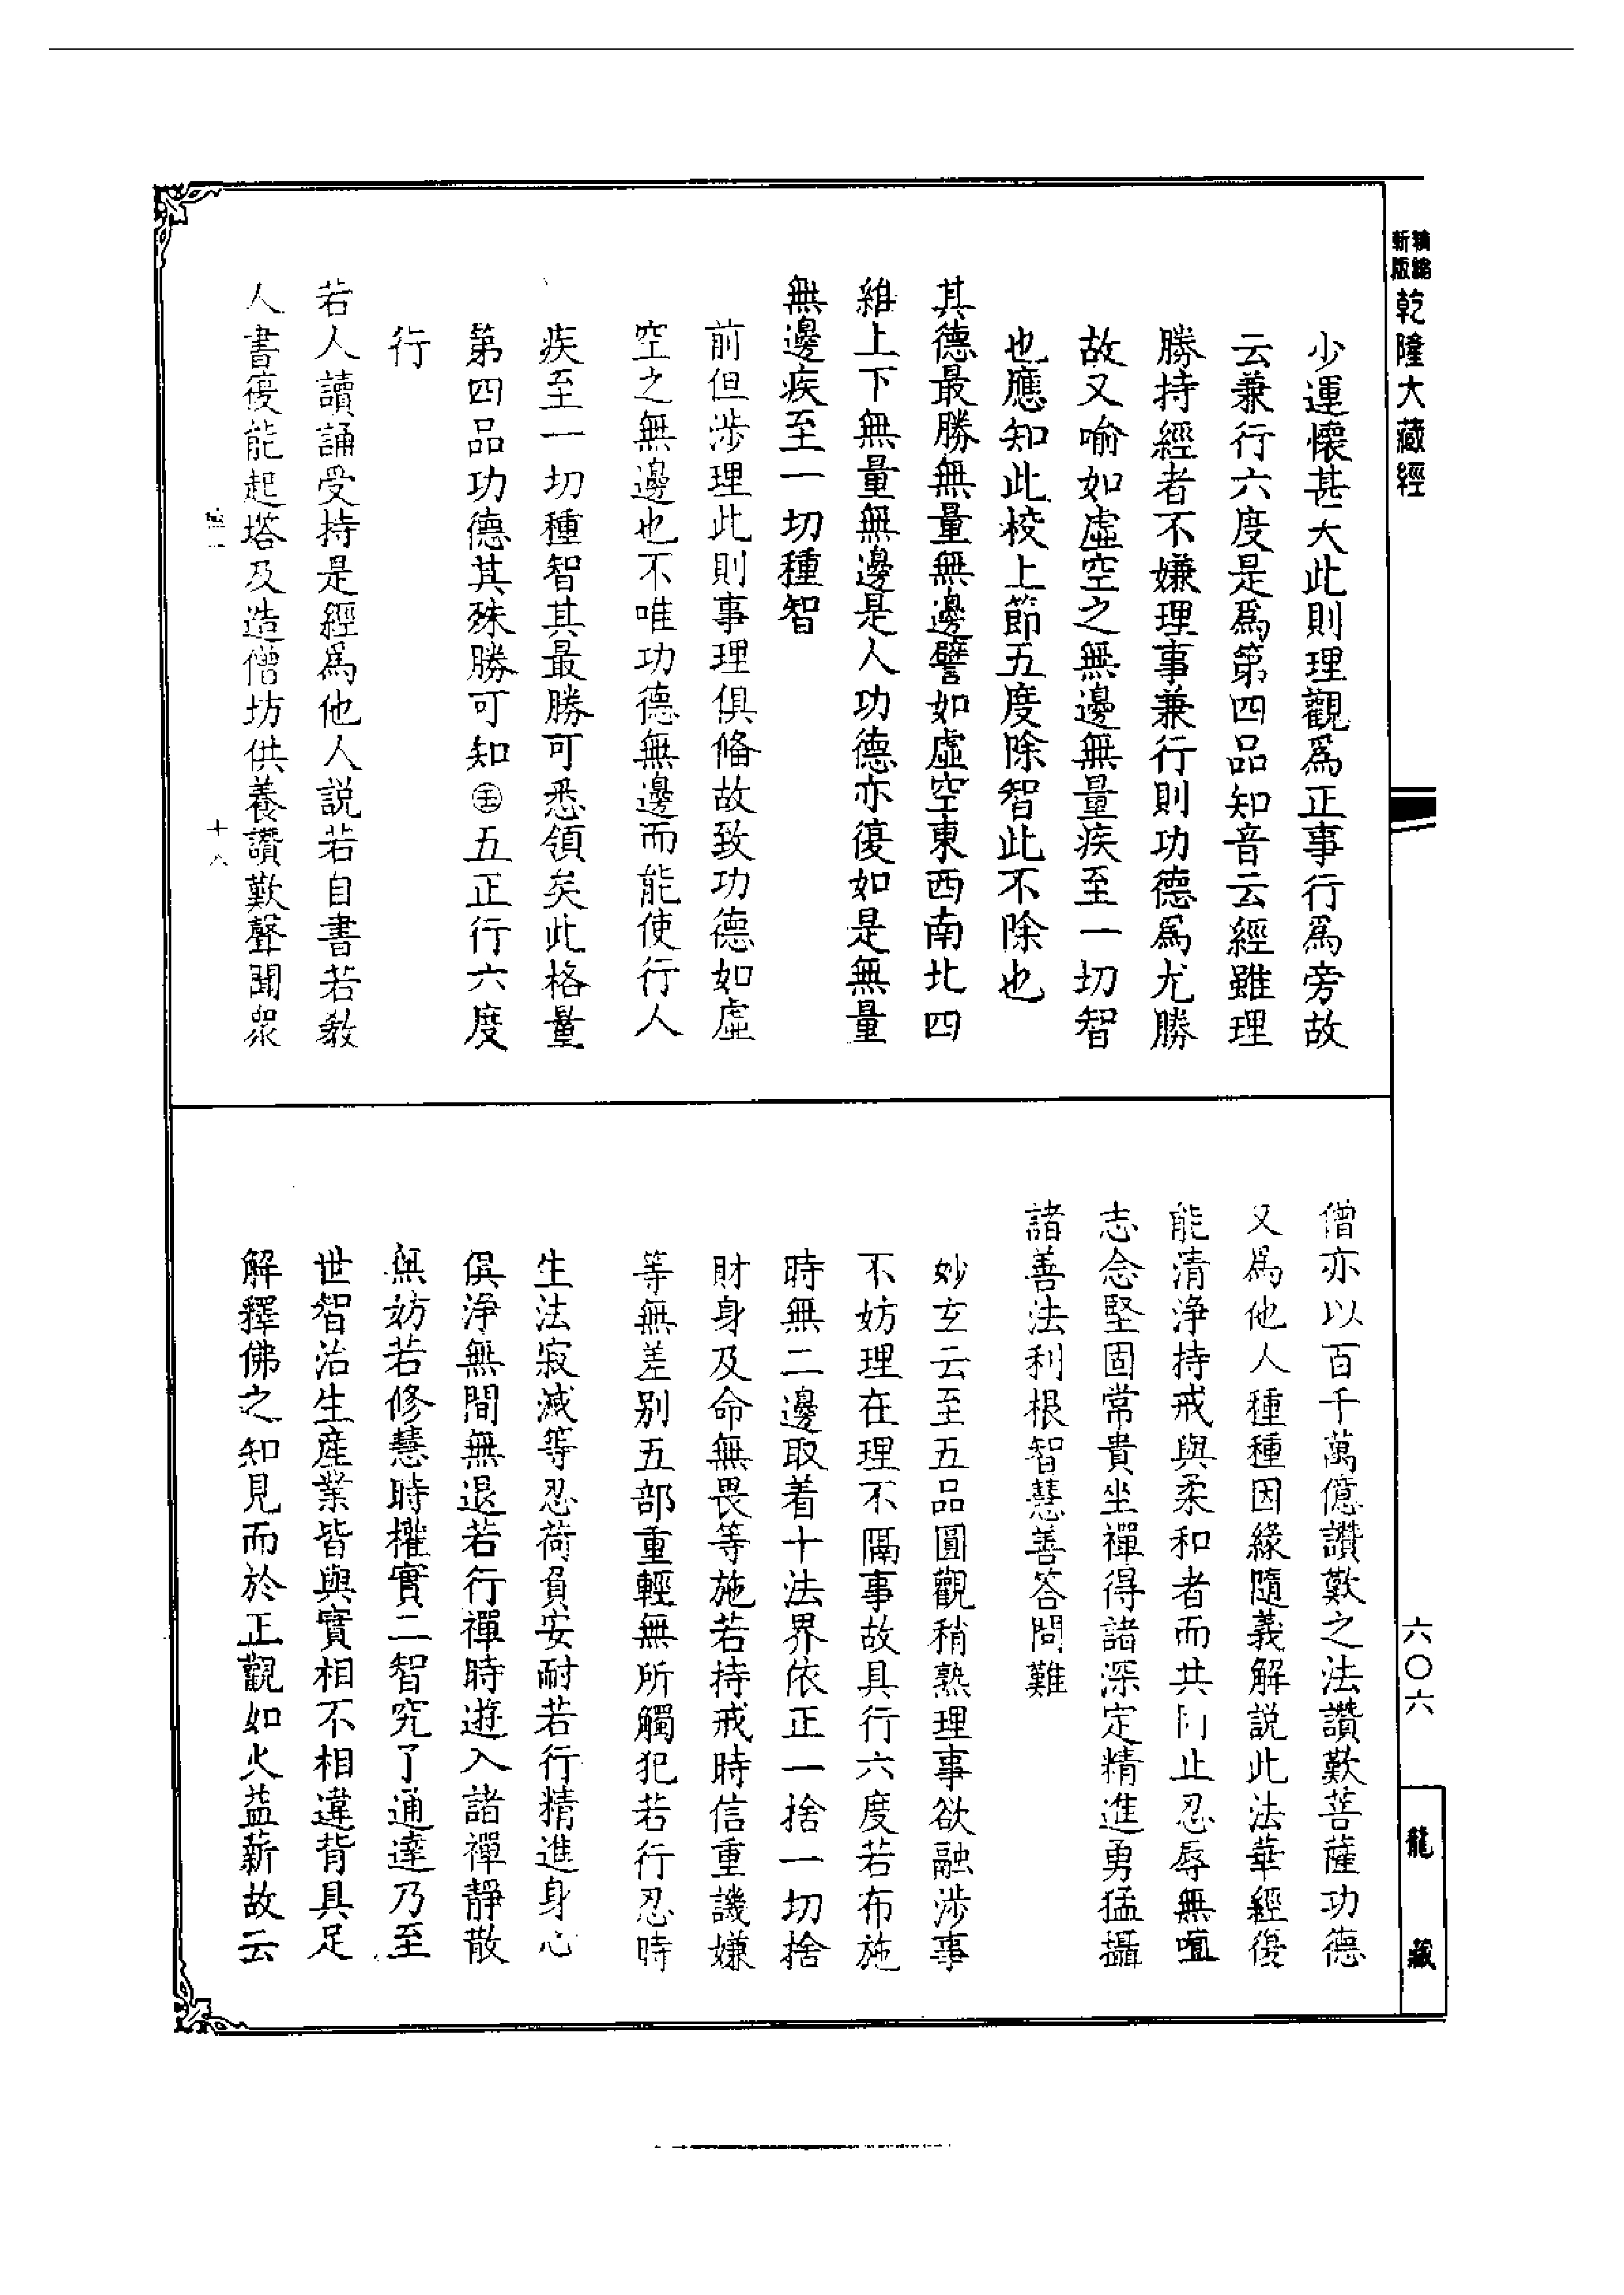 新版精縮乾隆大藏經
少運懷甚大此則理觀爲正事行爲旁故
云兼行六度是爲第四品知音云經雖理
勝持經者不嫌理事兼行則功德爲尤勝
故又喻如虛空之無邊無量疾至一切智
也應知此校上節五度除智此不除也
其德最勝無量無邊譬如虛空東西南北四
維上下無量無邊是人功德亦復如是無量
無邊疾至一切種智
前但涉理此則事理俱脩故致功德如虛
空之無邊也不唯功德無邊而能使行人
疾至一切種智其最勝可悉領矣此格量
第四品功德其殊勝可知㊣五正行六度
行
若人讀誦受持是經爲他人說若自書若教
人書復能起塔及造僧坊供養讚歎聲聞衆
十八
僧亦以百千萬億讚歎之法讚歎菩薩功德
又爲他人種種因緣隨義解說此法華經復
能清淨持戒與柔和者而共同止忍辱無瞋
志念堅固常貴坐禪得諸深定精進勇猛攝
諸善法利根智慧善答問難
妙玄云至五品圓觀稍熟理事欲融涉事
不妨理在理不隔事故具行六度若布施
時無二邊取着十法界依正一捨一切捨
財身及命無畏等施若持戒時信重譏嫌
等無差別五部重輕無所觸犯若行忍時
生法寂滅等忍荷負安耐若行精進身心
俱淨無間無退若行禪時遊入諸禪靜散
無妨若修慧時權實二智究了通達乃至
世智治生産業皆與實相不相違背具足
解釋佛之知見而於正觀如火益薪故云
六〇六
龍藏